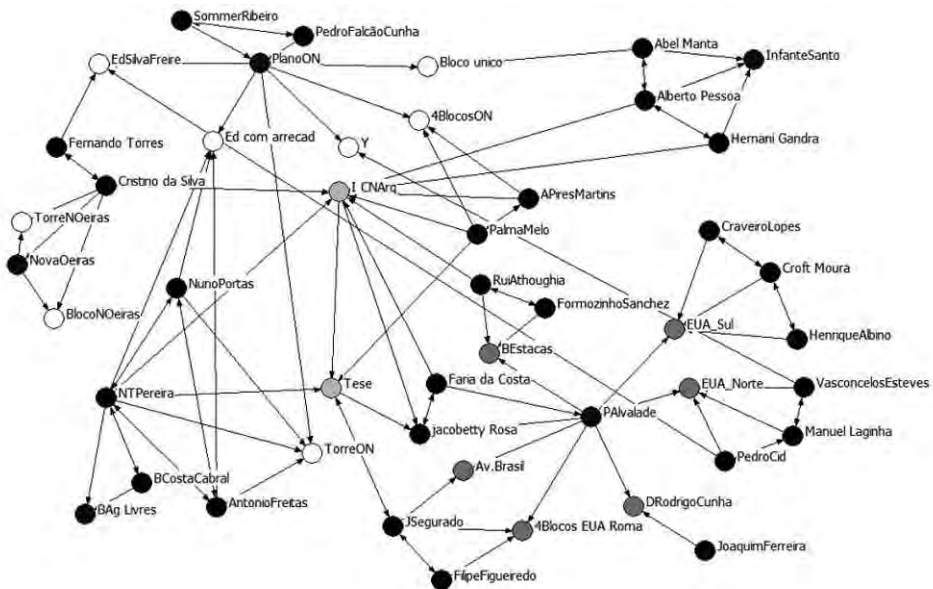 SommerRibeiro
PedroFalcãoCunha
EdSilvaFreire
PlanoON
Bloco unico
Abel Manta
InfanteSanto
Alberto Pessoa
4BlocosON
Ed com arrecad
Y
Hernani Gandra
Fernando Torres
Cristino da Silva
I CNArq
APiresMartins
TorreNOeiras
PalmaMelo
CraveiroLopes
NovaOeiras
Croft Moura
NunoPortas
RuiAthoughia
FormozinhoSanchez
BlocoNOeiras
EUA_Sul
HenriqueAlbino
BEstacas
NTPereira
Tese
Faria da Costa
EUA_Norte
VasconcelosEsteves
PAlvalade
jacobetty Rosa
Manuel Laginha
TorreON
PedroCid
Av.Brasil
BCostaCabral
AntonioFreitas
DRodrigoCunha
BAg Livres
JSegurado
4Blocos EUA Roma
JoaquimFerreira
FilipeFigueiredo